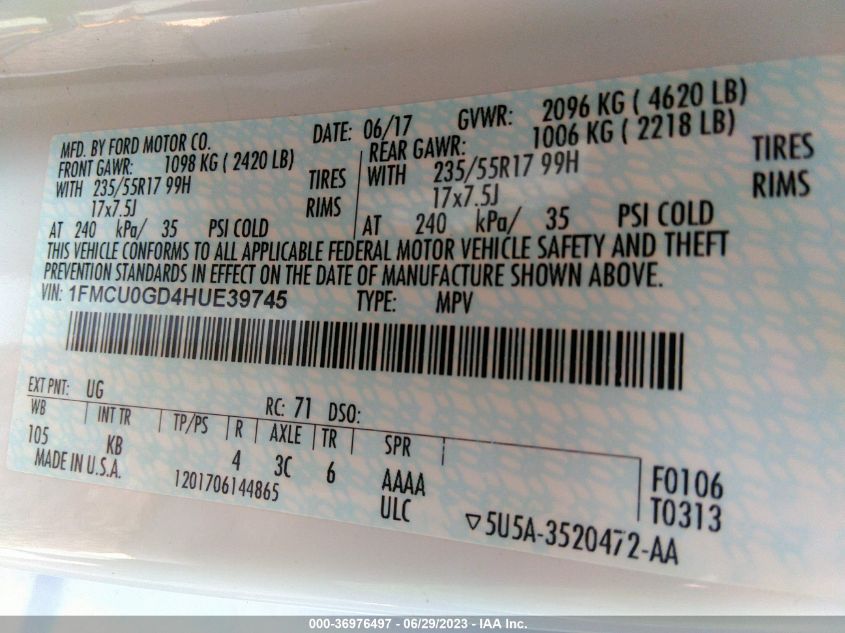 MFD. BY FORD MOTOR CO. DATE: 06/17 GVWR: 2096 KG ( 4620 LB)
FRONT GAWR: 1098 KG ( 2420 LB) REAR GAWR: 1006 KG ( 2218 LB)
WITH 235/55R17 99H TIRES WITH 235/55R17 99H TIRES
17x7.5J RIMS 17x7.5J RIMS
AT 240 kPa/ 35 PSI COLD AT 240 kPa/ 35 PSI COLD
THIS VEHICLE CONFORMS TO ALL APPLICABLE FEDERAL MOTOR VEHICLE SAFETY AND THEFT
PREVENTION STANDARDS IN EFFECT ON THE DATE OF MANUFACTURE SHOWN ABOVE.
VIN: 1FMCU0GD4HUE39745 TYPE: MPV
EXT PNT: UG RC: 71 DSO:
WB INT TR TP/PS R AXLE TR SPR
105 KB 4 3C 6 AAAA F0106
MADE IN U.S.A. 1201706144865 ULC T0313
▽5U5A-3520472-AA
000-36976497 - 06/29/2023 - IAA Inc.